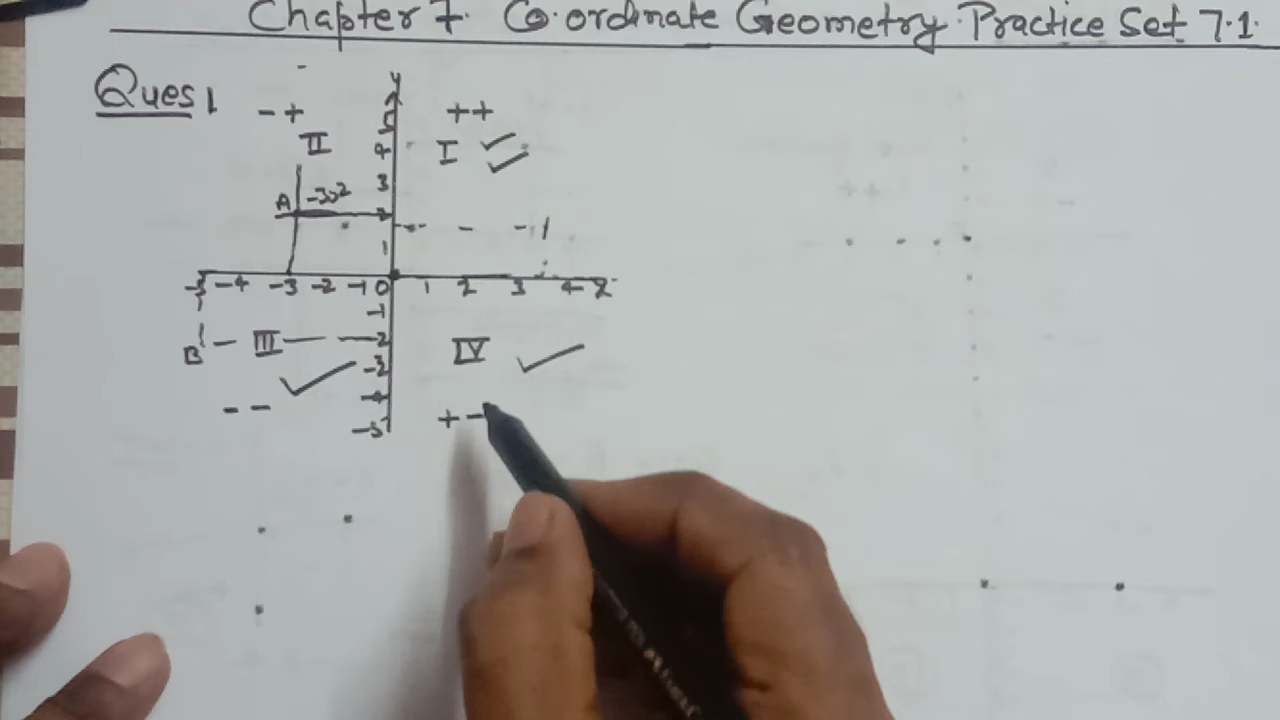 Chapter 7. Co-ordinate Geometry Practice Set 7.1.
Ques 1
Y
- + ++
5
II 4 I
3
A -3,2 2
1
-5 -4 -3 -2 -1 0 1 2 3 4
-1
B III -2 IV
-3
-- -4 + -
-5